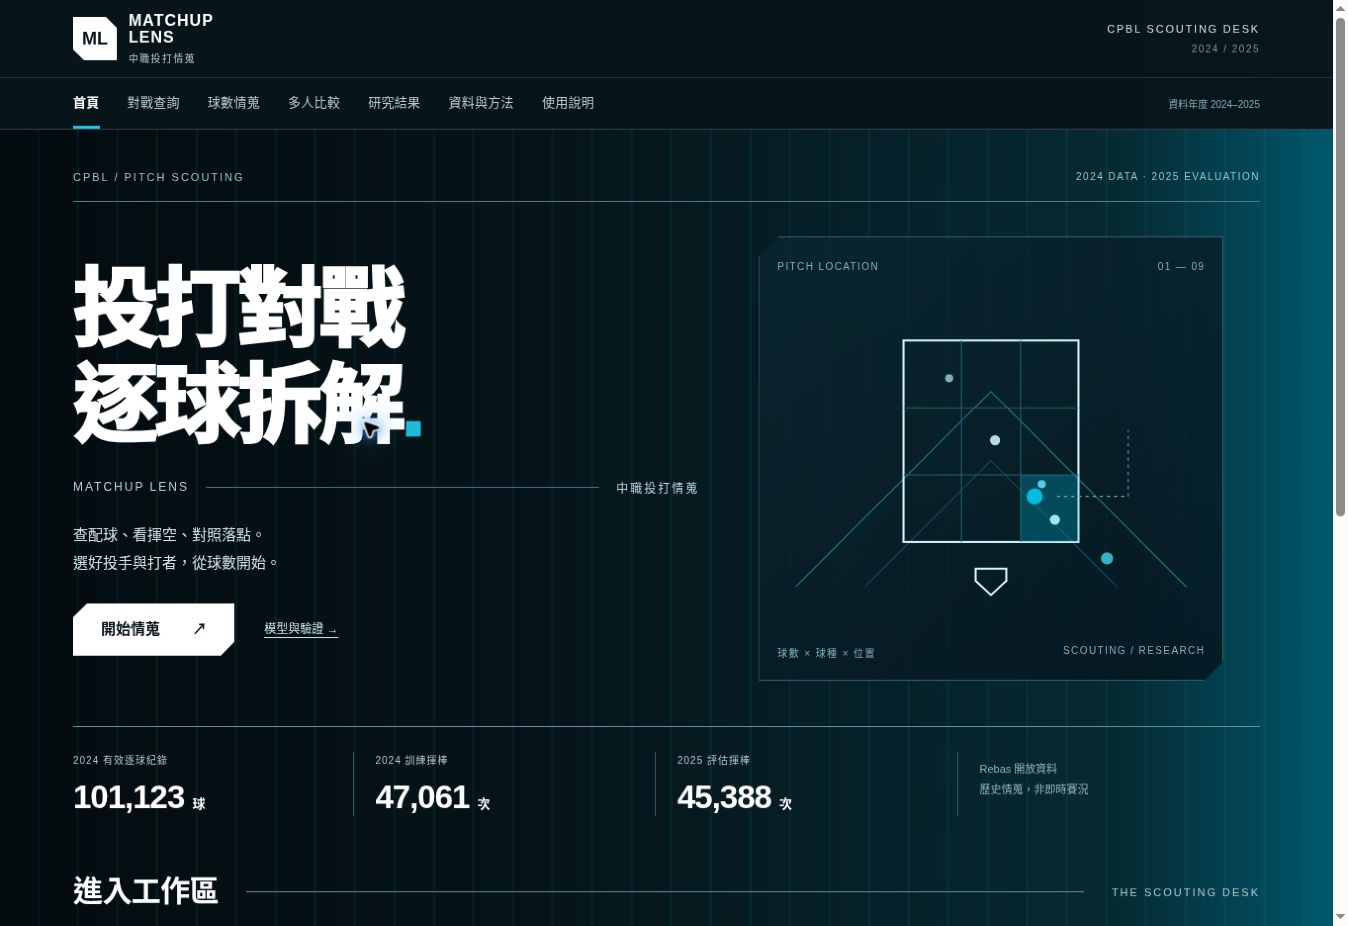 ML
MATCHUP
LENS
中職投打情蒐
CPBL SCOUTING DESK
2024 / 2025
首頁 對戰查詢 球數情蒐 多人比較 研究結果 資料與方法 使用說明
資料年度 2024–2025
CPBL / PITCH SCOUTING
2024 DATA · 2025 EVALUATION
投打對戰
逐球拆解
MATCHUP LENS
中職投打情蒐
查配球、看揮空、對照落點。
選好投手與打者，從球數開始。
開始情蒐 ↗
模型與驗證 →
PITCH LOCATION
01 — 09
球數 × 球種 × 位置
SCOUTING / RESEARCH
2024 有效逐球紀錄
101,123 球
2024 訓練揮棒
47,061 次
2025 評估揮棒
45,388 次
Rebas 開放資料
歷史情蒐，非即時賽況
進入工作區
THE SCOUTING DESK